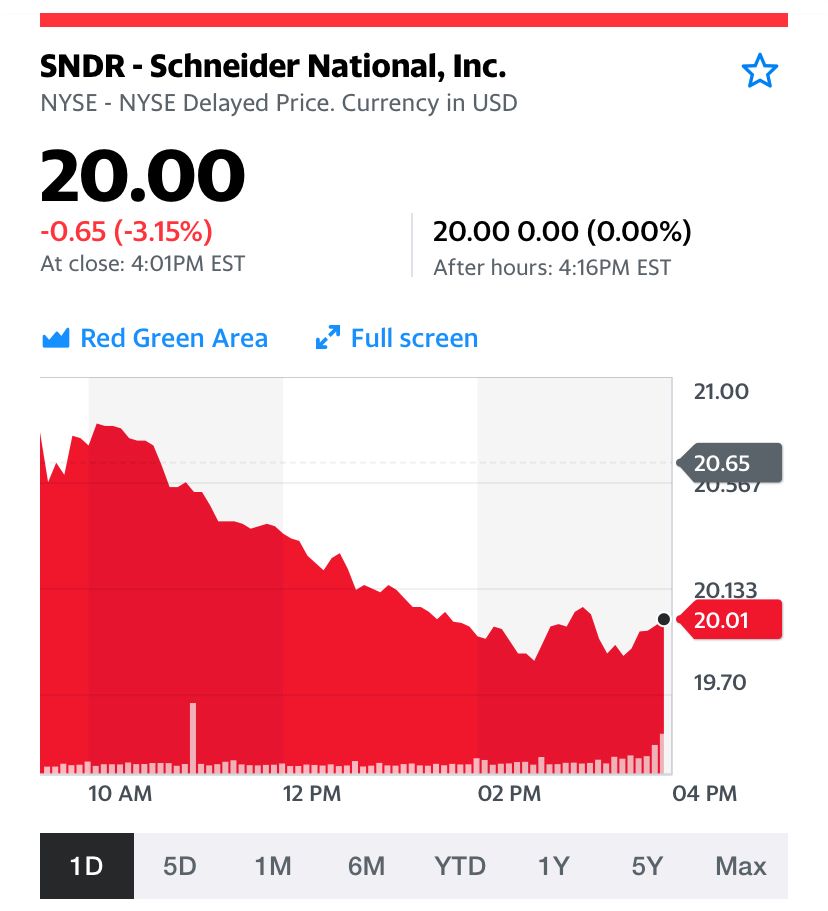 SNDR - Schneider National, Inc.
NYSE - NYSE Delayed Price. Currency in USD
20.00
-0.65 (-3.15%)
At close: 4:01PM EST
20.00 0.00 (0.00%)
After hours: 4:16PM EST
Red Green Area
Full screen
21.00
20.65
20.567
20.133
20.01
19.70
10 AM 12 PM 02 PM 04 PM
1D 5D 1M 6M YTD 1Y 5Y Max